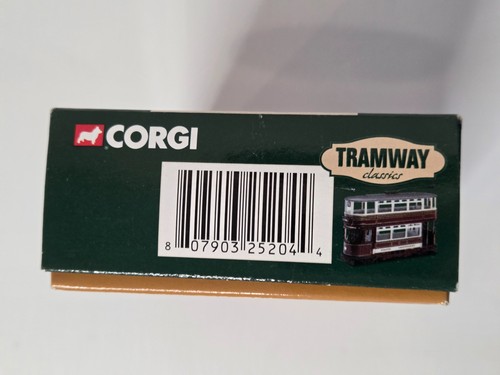 CORGI
TRAMWAY
classics
8 07903 25204 4